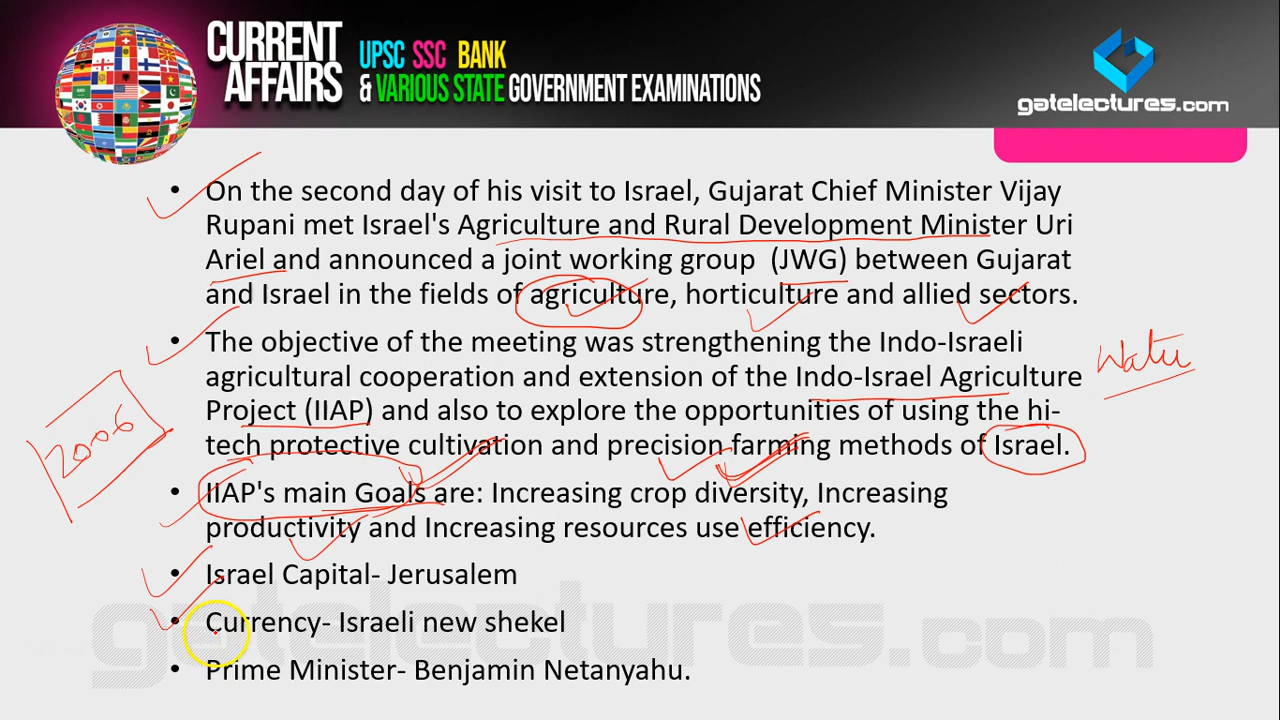 CURRENT
AFFAIRS
UPSC SSC BANK
& VARIOUS STATE GOVERNMENT EXAMINATIONS
gatelectures.com
• On the second day of his visit to Israel, Gujarat Chief Minister Vijay
Rupani met Israel's Agriculture and Rural Development Minister Uri
Ariel and announced a joint working group (JWG) between Gujarat
and Israel in the fields of agriculture, horticulture and allied sectors.
• The objective of the meeting was strengthening the Indo-Israeli
agricultural cooperation and extension of the Indo-Israel Agriculture
Project (IIAP) and also to explore the opportunities of using the hi-
tech protective cultivation and precision farming methods of Israel.
• IIAP's main Goals are: Increasing crop diversity, Increasing
productivity and Increasing resources use efficiency.
• Israel Capital- Jerusalem
• Currency- Israeli new shekel
• Prime Minister- Benjamin Netanyahu.
2006
gatelectures.com